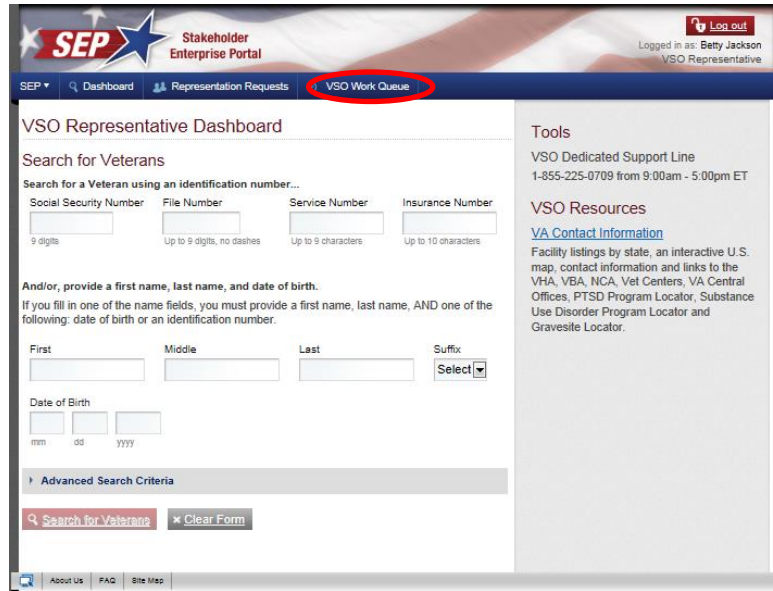 SEP
Stakeholder
Enterprise Portal
Log out
Logged in as: Betty Jackson
VSO Representative
SEP Dashboard Representation Requests VSO Work Queue
VSO Representative Dashboard
Search for Veterans
Search for a Veteran using an identification number...
Social Security Number File Number Service Number Insurance Number
9 digits Up to 9 digits, no dashes Up to 9 characters Up to 10 characters
And/or, provide a first name, last name, and date of birth.
If you fill in one of the name fields, you must provide a first name, last name, AND one of the
following: date of birth or an identification number.
First Middle Last Suffix
Select
Date of Birth
mm dd yyyy
Advanced Search Criteria
Search for Veterans Clear Form
Tools
VSO Dedicated Support Line
1-855-225-0709 from 9:00am - 5:00pm ET
VSO Resources
VA Contact Information
Facility listings by state, an interactive U.S.
map, contact information and links to the
VHA, VBA, NCA, Vet Centers, VA Central
Offices, PTSD Program Locator, Substance
Use Disorder Program Locator and
Gravesite Locator.
About Us FAQ Site Map